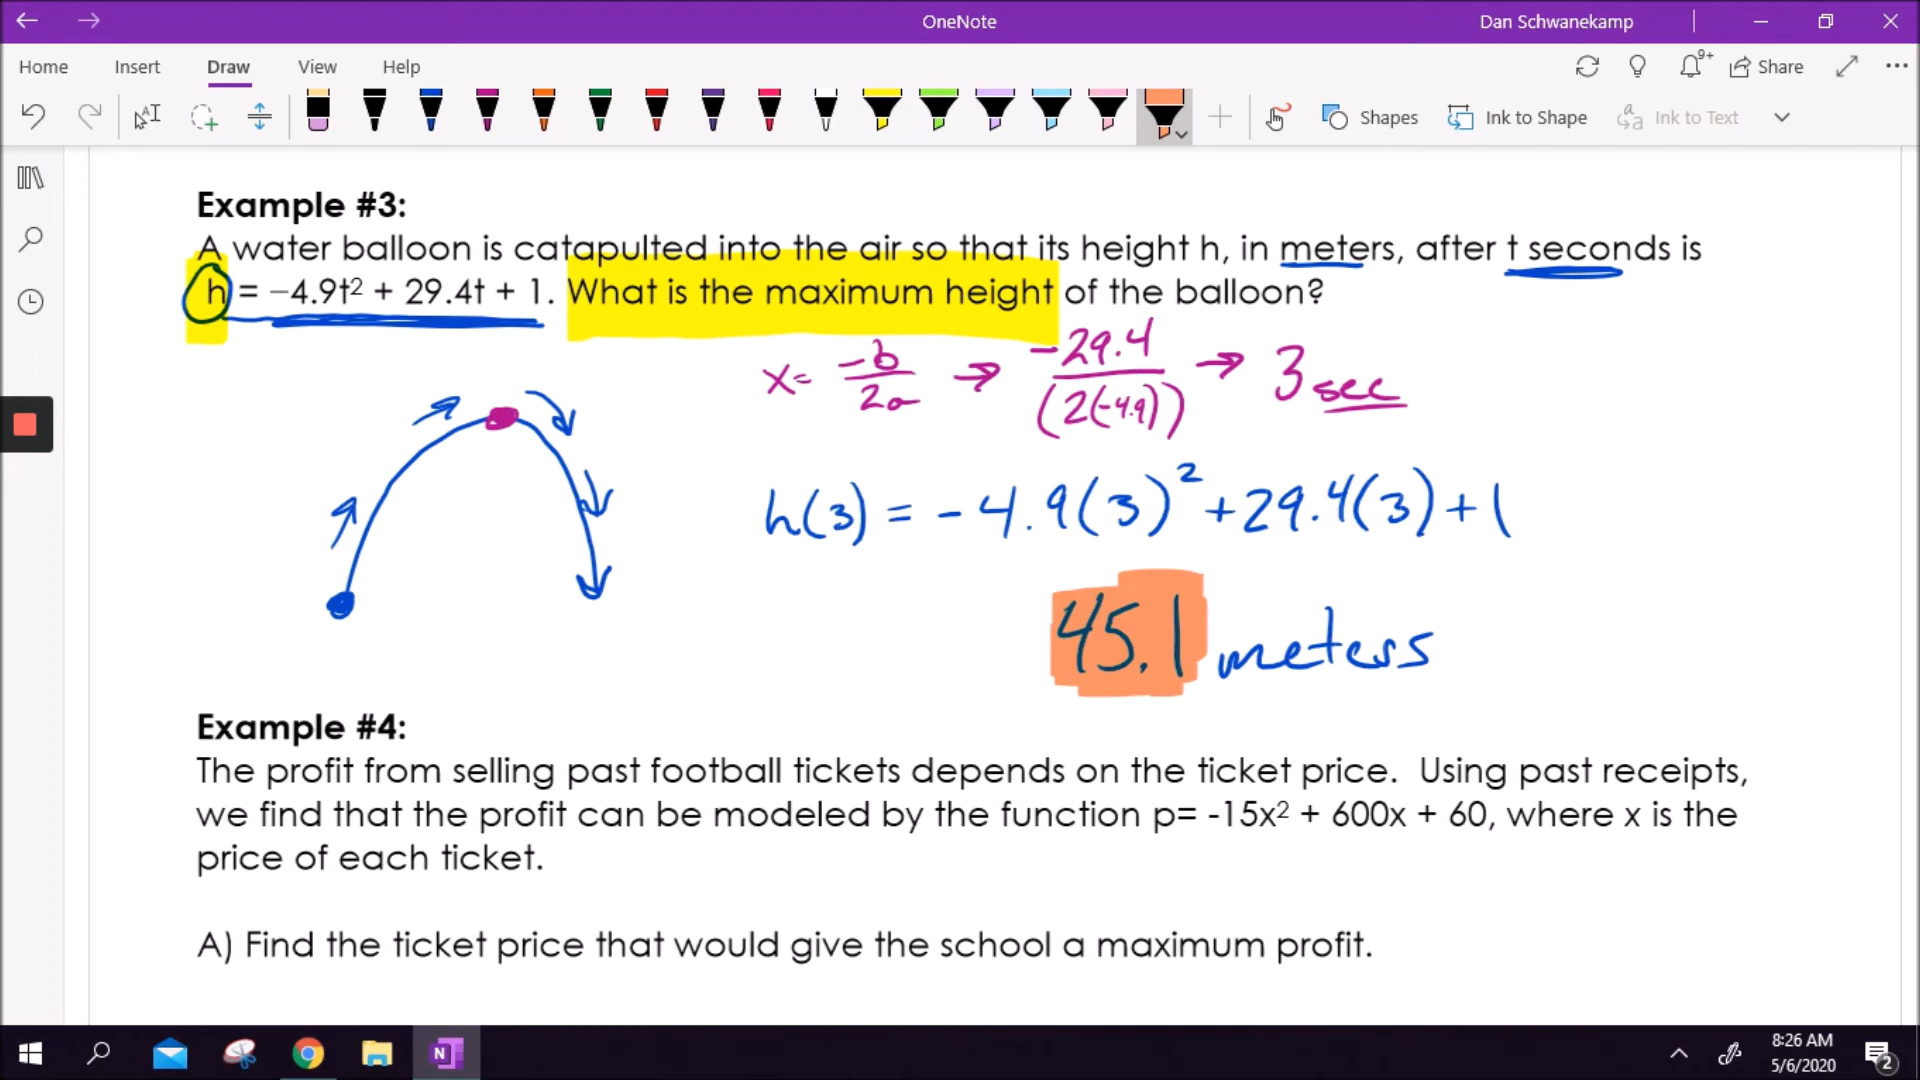 OneNote
Dan Schwanekamp
Home Insert Draw View Help
9+
Share
Shapes
Ink to Shape
Ink to Text
Example #3:
A water balloon is catapulted into the air so that its height h, in meters, after t seconds is
h = −4.9t² + 29.4t + 1. What is the maximum height of the balloon?
x = -b/2a → -29.4/(2(-4.9)) → 3 sec
h(3) = -4.9(3)² + 29.4(3) + 1
45.1 meters
Example #4:
The profit from selling past football tickets depends on the ticket price. Using past receipts,
we find that the profit can be modeled by the function p= -15x² + 600x + 60, where x is the
price of each ticket.
A) Find the ticket price that would give the school a maximum profit.
N
8:26 AM
5/6/2020
2